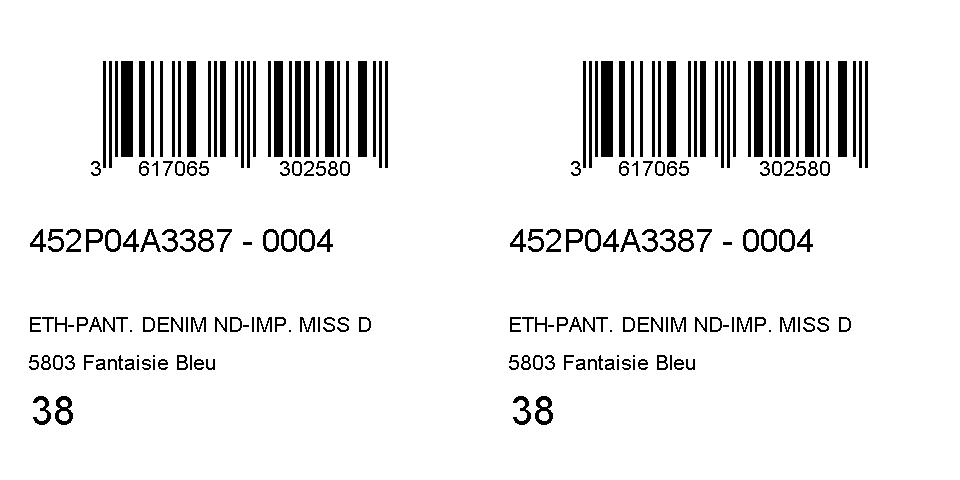 3 617065 302580
452P04A3387 - 0004
ETH-PANT. DENIM ND-IMP. MISS D
5803 Fantaisie Bleu
38
3 617065 302580
452P04A3387 - 0004
ETH-PANT. DENIM ND-IMP. MISS D
5803 Fantaisie Bleu
38